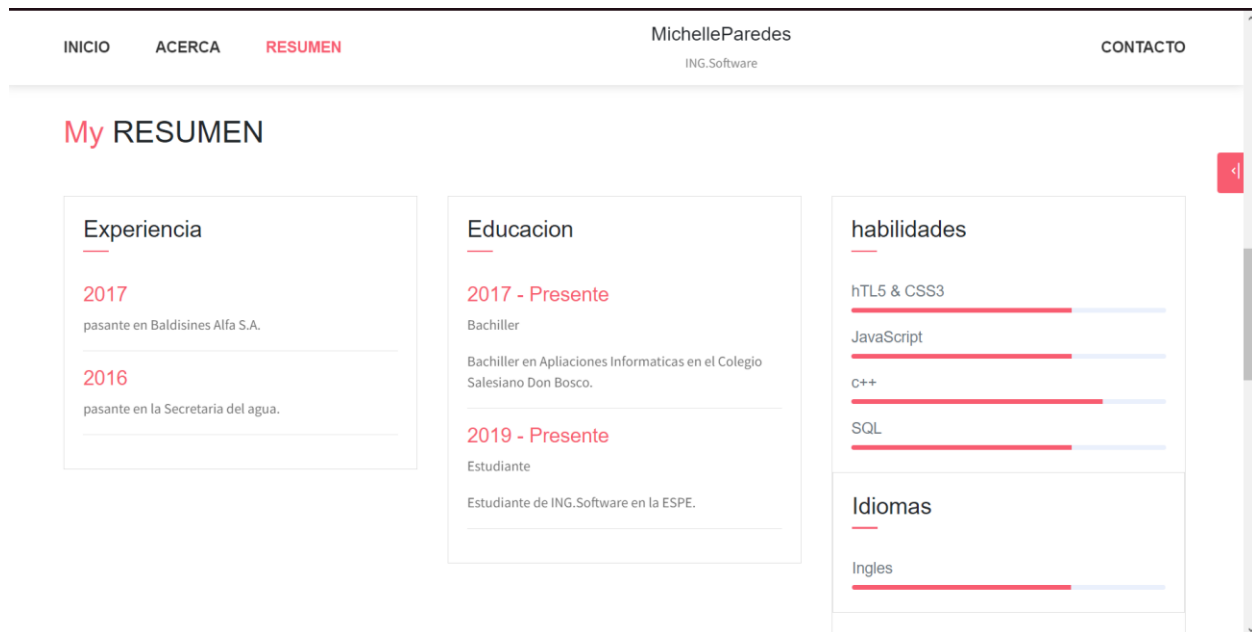 INICIO ACERCA RESUMEN
MichelleParedes
ING.Software
CONTACTO
My RESUMEN
Experiencia
2017
pasante en Baldisines Alfa S.A.
2016
pasante en la Secretaria del agua.
Educacion
2017 - Presente
Bachiller
Bachiller en Apliaciones Informaticas en el Colegio
Salesiano Don Bosco.
2019 - Presente
Estudiante
Estudiante de ING.Software en la ESPE.
habilidades
hTL5 & CSS3
JavaScript
c++
SQL
Idiomas
Ingles